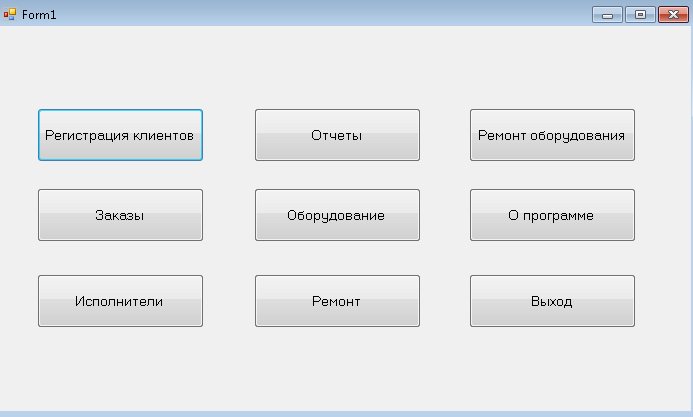 Form1
Регистрация клиентов
Отчеты
Ремонт оборудования
Заказы
Оборудование
О программе
Исполнители
Ремонт
Выход